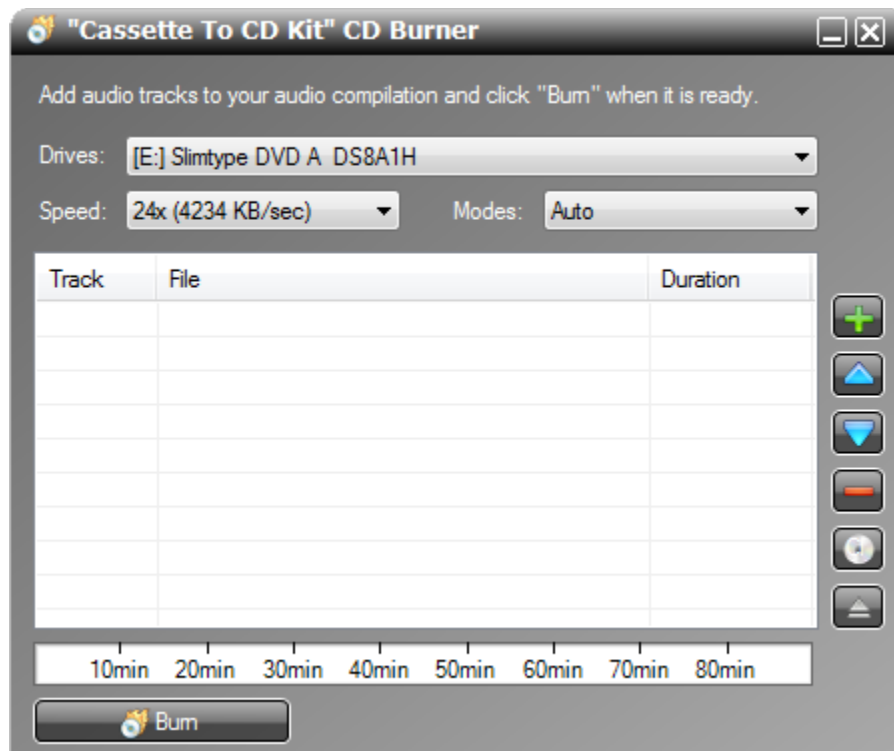 "Cassette To CD Kit" CD Burner
Add audio tracks to your audio compilation and click "Burn" when it is ready.
Drives: [E:] Slimtype DVD A DS8A1H
Speed: 24x (4234 KB/sec) Modes: Auto
Track File Duration
10min 20min 30min 40min 50min 60min 70min 80min
Burn